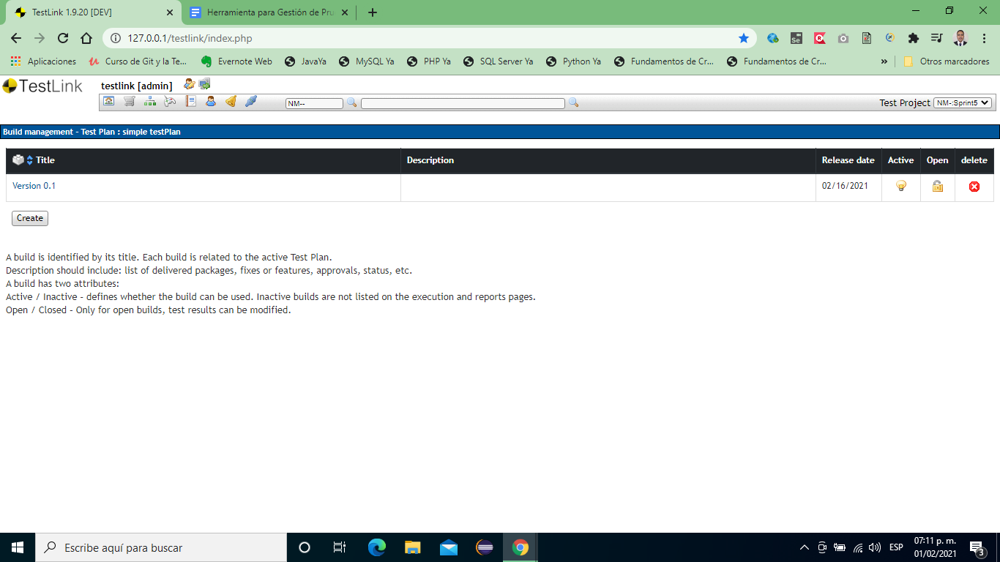 TestLink 1.9.20 [DEV]
Herramienta para Gestión de Pru
127.0.0.1/testlink/index.php
Aplicaciones
Curso de Git y la Te...
Evernote Web
JavaYa
MySQL Ya
PHP Ya
SQL Server Ya
Python Ya
Fundamentos de Cr...
Fundamentos de Cr...
»
Otros marcadores
TestLink
testlink [admin]
NM--
Test Project
NM-:Sprint5
Build management - Test Plan : simple testPlan
Title
Description
Release date
Active
Open
delete
Version 0.1
02/16/2021
Create
A build is identified by its title. Each build is related to the active Test Plan.
Description should include: list of delivered packages, fixes or features, approvals, status, etc.
A build has two attributes:
Active / Inactive - defines whether the build can be used. Inactive builds are not listed on the execution and reports pages.
Open / Closed - Only for open builds, test results can be modified.
Escribe aquí para buscar
ESP
07:11 p. m.
01/02/2021
3